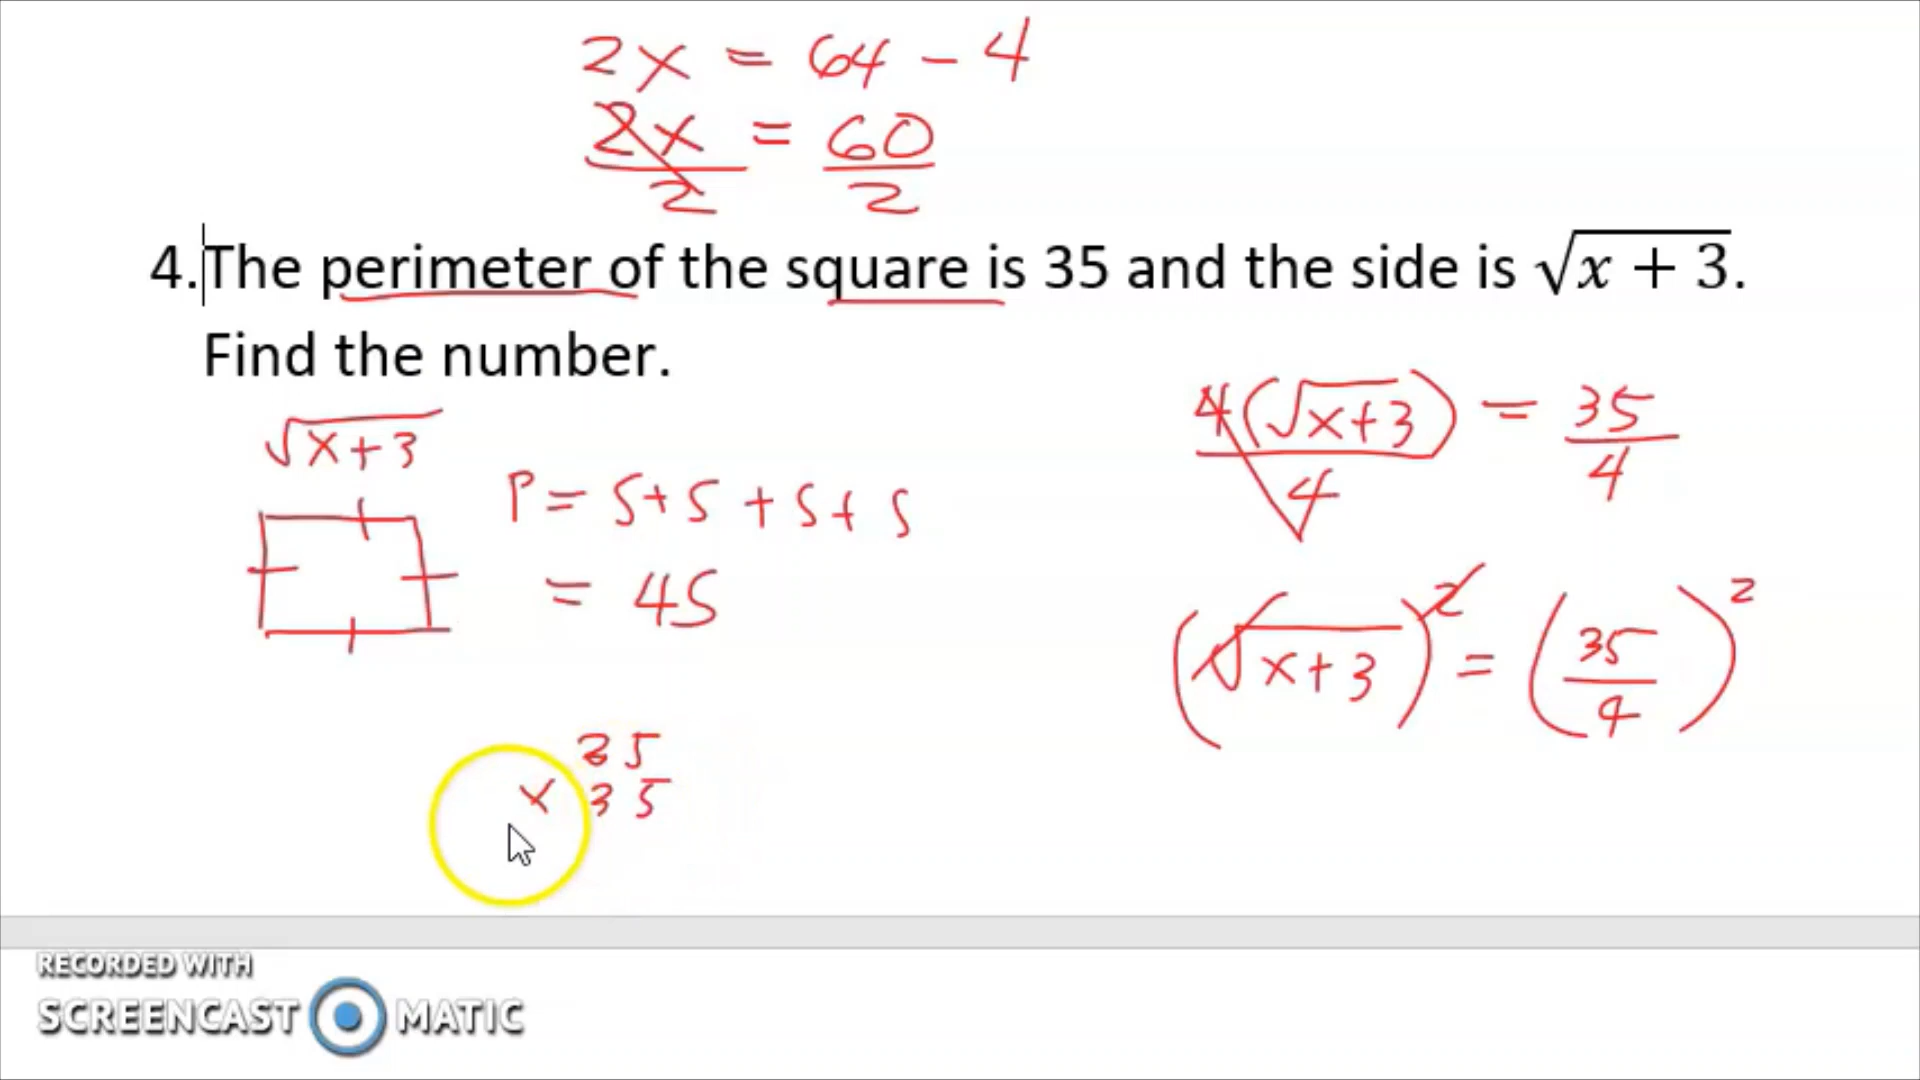 2x = 64 - 4
2x = 60
2 2
4. The perimeter of the square is 35 and the side is √x + 3.
Find the number.
√x+3
P = S+S+S+S
= 4S
4(√x+3) = 35
4 4
(√x+3)² = (35/4)²
35
x 35
RECORDED WITH
SCREENCAST MATIC